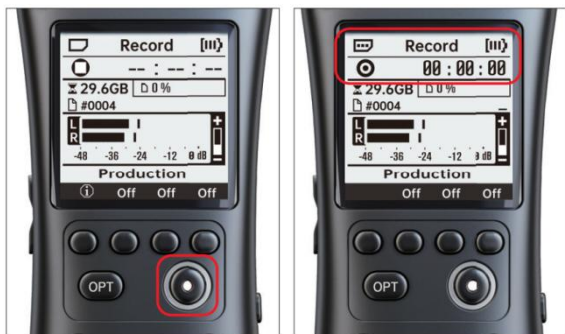 Record
-- : -- : --
29.6GB 0 %
#0004
L
R
+
-
-48 -36 -24 -12 0 dB
Production
Off Off Off
OPT
Record
00 : 00 : 00
29.6GB 0 %
#0004
L
R
+
-
-48 -36 -24 -12 0 dB
Production
Off Off Off
OPT